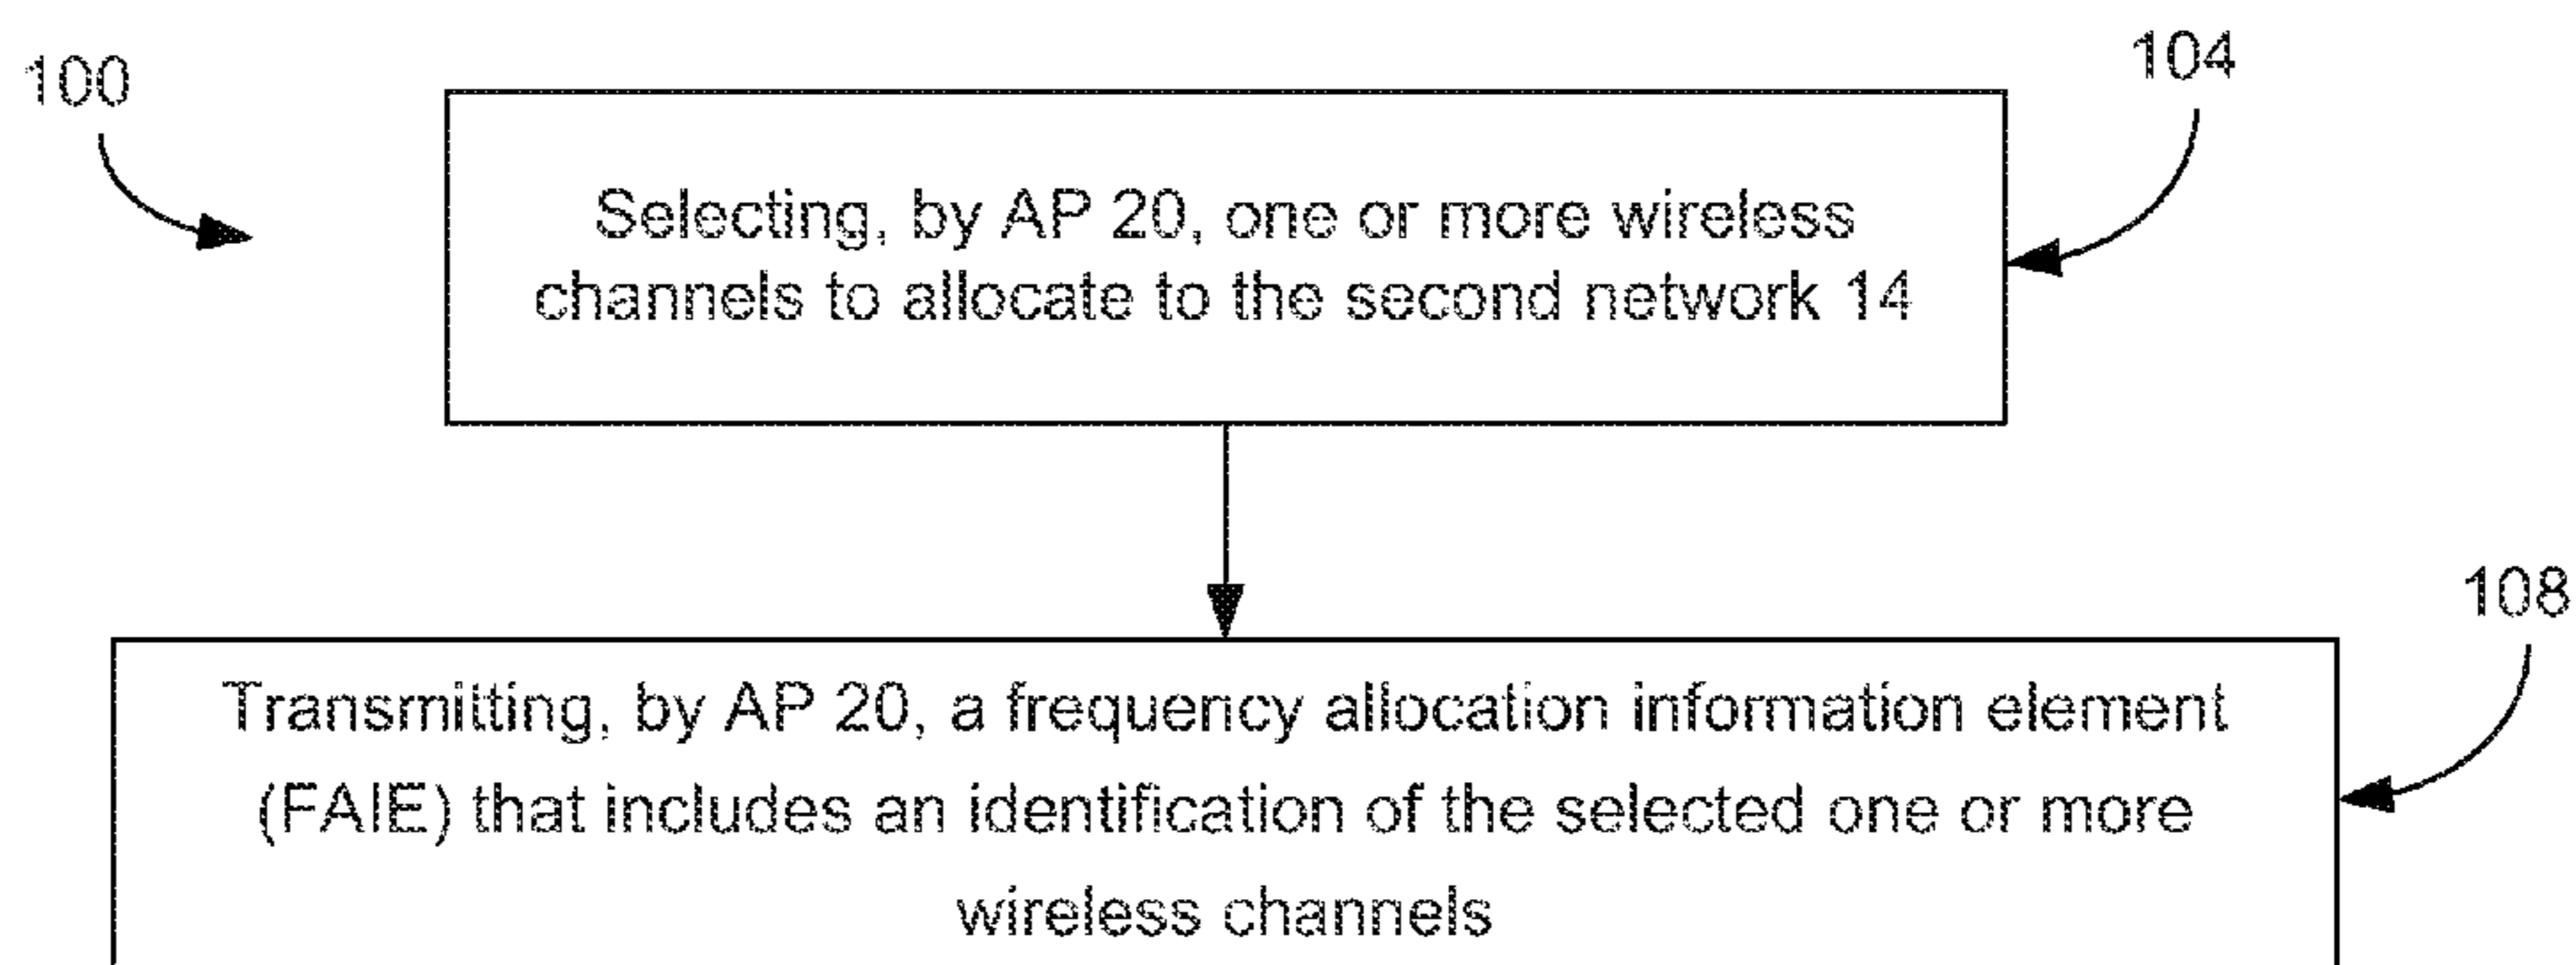 100
104
Selecting, by AP 20, one or more wireless
channels to allocate to the second network 14
108
Transmitting, by AP 20, a frequency allocation information element
(FAIE) that includes an identification of the selected one or more
wireless channels